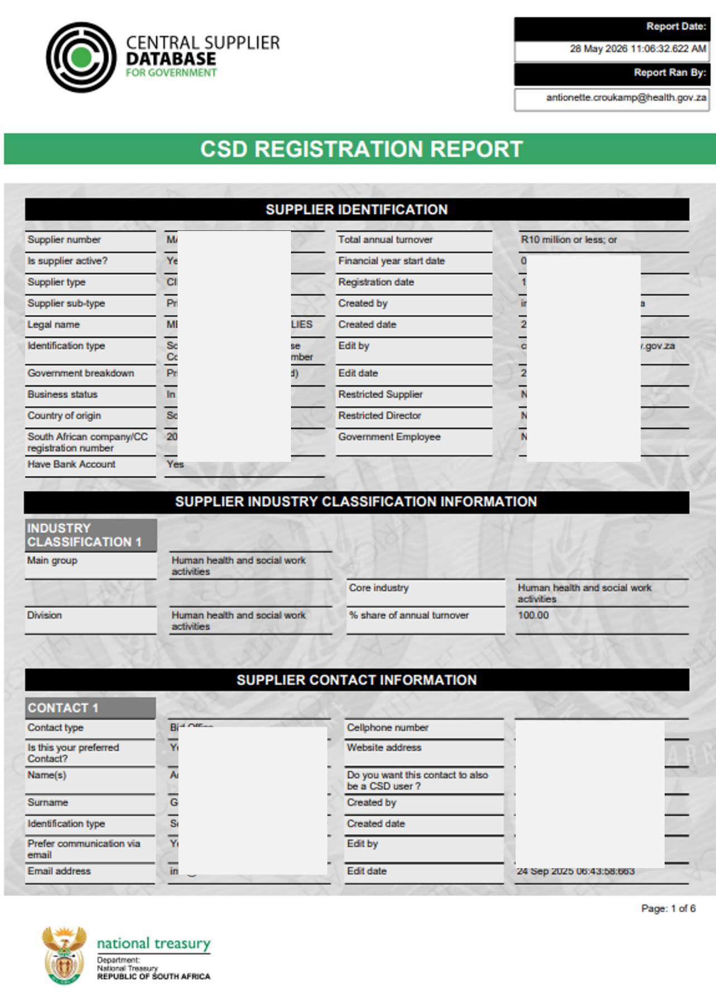 CENTRAL SUPPLIER
DATABASE
FOR GOVERNMENT
Report Date:
28 May 2026 11:06:32.622 AM
Report Ran By:
antionette.croukamp@health.gov.za
CSD REGISTRATION REPORT
SUPPLIER IDENTIFICATION
Supplier number
Total annual turnover
R10 million or less; or
Is supplier active?
Financial year start date
Supplier type
Registration date
Supplier sub-type
Created by
Legal name
Created date
Identification type
Edit by
Government breakdown
Edit date
Business status
In
Restricted Supplier
Country of origin
Restricted Director
South African company/CC
registration number
Government Employee
Have Bank Account
Yes
SUPPLIER INDUSTRY CLASSIFICATION INFORMATION
INDUSTRY
CLASSIFICATION 1
Main group
Human health and social work
activities
Core industry
Human health and social work
activities
Division
Human health and social work
activities
% share of annual turnover
100.00
SUPPLIER CONTACT INFORMATION
CONTACT 1
Contact type
Cellphone number
Is this your preferred
Contact?
Website address
Name(s)
Do you want this contact to also
be a CSD user ?
Surname
Created by
Identification type
Created date
Prefer communication via
email
Edit by
Email address
Edit date
24 Sep 2025 06:43:58:663
Page: 1 of 6
national treasury
Department:
National Treasury
REPUBLIC OF SOUTH AFRICA